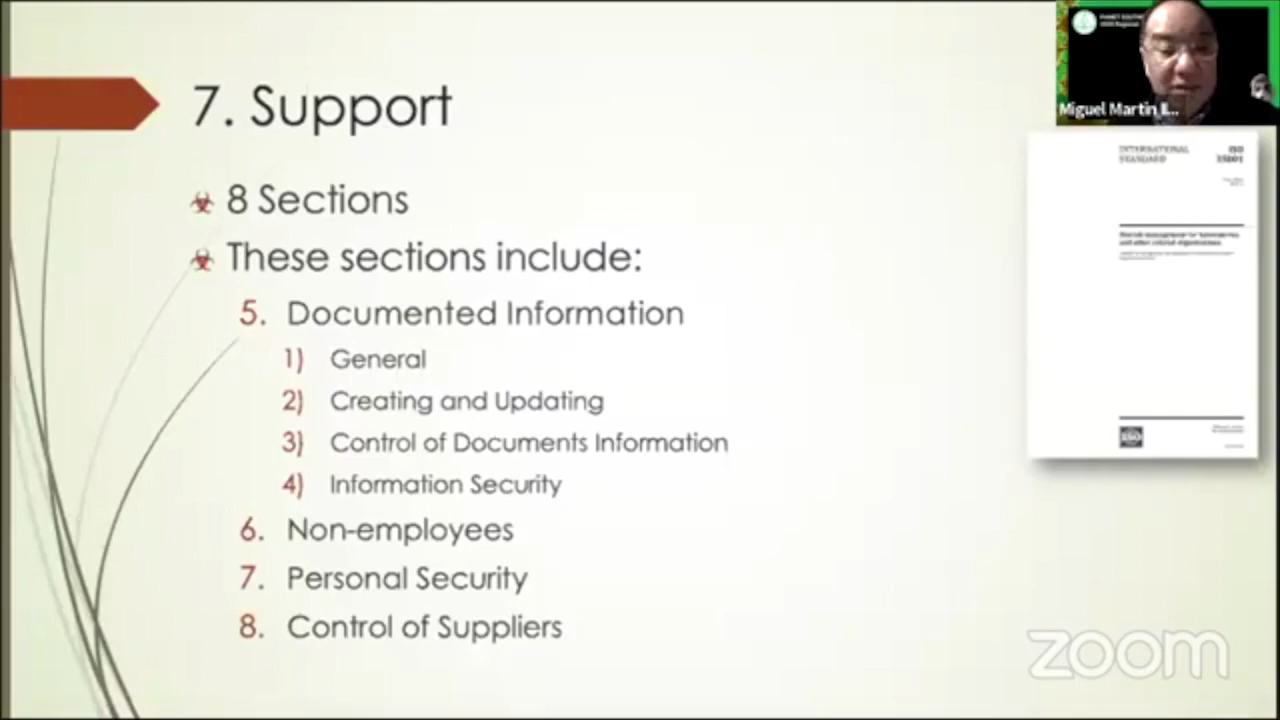 7. Support
8 Sections
These sections include:
5. Documented Information
1) General
2) Creating and Updating
3) Control of Documents Information
4) Information Security
6. Non-employees
7. Personal Security
8. Control of Suppliers
Miguel Martin
INTERNATIONAL STANDARD
ISO
35001
ISO
zoom